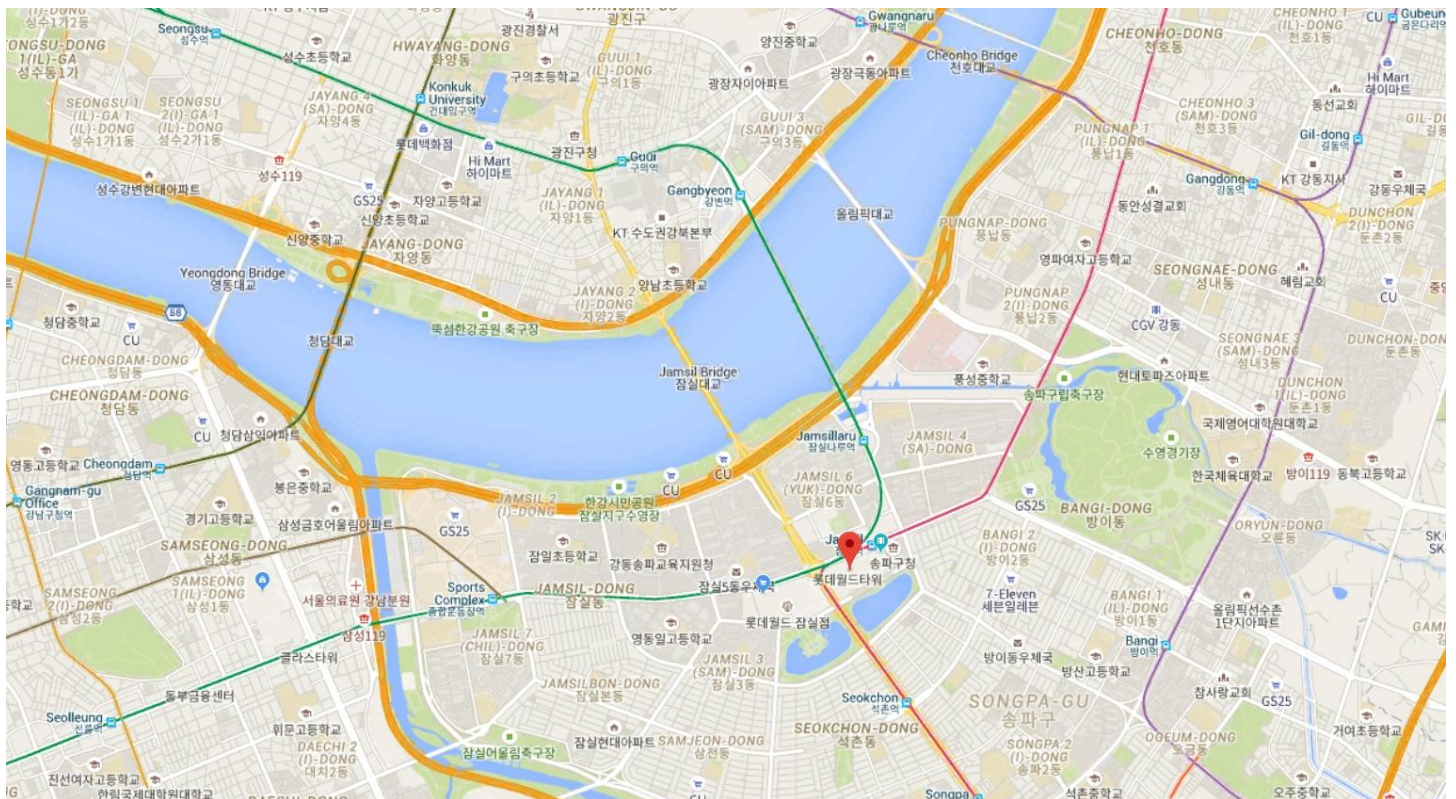 Seongsu
성수역
성수초등학교
HWAYANG-DONG
화양동
광진경찰서
광진구
구의초등학교
GUUI 1
(IL)-DONG
구의1동
양진중학교
Gwangnaru
광나루역
광장자이아파트
광장극동아파트
Cheonho Bridge
천호대교
CHEONHO-DONG
천호동
CHEONHO 1
(IL)-DONG
천호1동
CU
Gubeun
굽은다리역
Hi Mart
하이마트
동선교회
CHEONHO 3
(SAM)-DONG
천호3동
Gil-dong
길동역
KT 강동지사
강동우체국
Gangdong
강동역
PUNGNAP 1
(IL)-DONG
풍납1동
DUNCHON
2(I)-DONG
둔촌2동
SEONGSU 1
(IL)-GA 1
(IL)-DONG
성수1가1동
SEONGSU
2(I)-GA 1
(IL)-DONG
성수2가1동
JAYANG 4
(SA)-DONG
자양4동
Konkuk
University
건대입구역
롯데백화점
Hi Mart
하이마트
광진구청
Guui
구의역
GUUI 3
(SAM)-DONG
구의3동
Gangbyeon
강변역
성수119
성수강변현대아파트
GS25
자양고등학교
신양초등학교
신양중학교
JAYANG-DONG
자양동
JAYANG 1
(IL)-DONG
자양1동
KT 수도권강북본부
올림픽대교
PUNGNAP-DONG
풍납동
동안성결교회
영파여자고등학교
SEONGNAE-DONG
성내동
혜림교회
CU
Yeongdong Bridge
영동대교
JAYANG 2
(I)-DONG
자양2동
양남초등학교
PUNGNAP
2(I)-DONG
풍납2동
CGV 강동
SEONGNAE 3
(SAM)-DONG
성내3동
DUNCHON-DON
둔촌동
88
청담중학교
CU
CHEONGDAM-DONG
청담동
뚝섬한강공원 축구장
청담대교
Jamsil Bridge
잠실대교
풍성중학교
현대토파즈아파트
송파구립축구장
DUNCHON
1(IL)-DONG
둔촌1동
CHEONGDAM-DONG
청담동
CU
청담삼익아파트
Jamsillaru
잠실나루역
JAMSIL 4
(SA)-DONG
잠실4동
국제영어대학원대학교
수영경기장
한국체육대학교
방이119
동북고등학교
영동고등학교
Cheongdam
청담역
봉은중학교
CU
CU
JAMSIL 6
(YUK)-DONG
잠실6동
Gangnam-gu
Office
강남구청역
경기고등학교
삼성금호어울림아파트
GS25
JAMSIL 2
(I)-DONG
한강시민공원
잠실지구수영장
GS25
BANGI-DONG
방이동
ORYUN-DONG
오륜동
SAMSEONG-DONG
삼성동
SAMSEONG
1(IL)-DONG
삼성1동
SAMSEONG
2(I)-DONG
삼성2동
잠일초등학교
강동송파교육지원청
송파구청
롯데월드타워
BANGI 2
(I)-DONG
방이2동
서울의료원 강남분원
Sports
Complex
종합운동장역
JAMSIL-DONG
잠실동
7-Eleven
세븐일레븐
BANGI 1
(IL)-DONG
방이1동
올림픽선수촌
1단지아파트
삼성119
글라스타워
JAMSIL 7
(CHIL)-DONG
잠실7동
영동일고등학교
롯데월드 잠실점
방이동우체국
Bangi
방이역
방산고등학교
JAMSIL 3
(SAM)-DONG
잠실3동
JAMSILBON-DONG
잠실본동
동부금융센터
참사랑교회
GS25
Seolleung
선릉역
휘문고등학교
Seokchon
석촌역
SONGPA-GU
송파구
SEOKCHON-DONG
석촌동
거여초등학교
잠실어울림축구장
잠실현대아파트
SAMJEON-DONG
삼전동
SONGPA 2
(I)-DONG
송파2동
OGEUM-DONG
오금동
DAECHI 2
(I)-DONG
대치2동
진선여자고등학교
한림국제대학원대학교
CU
Songpa
석촌중학교
오주중학교